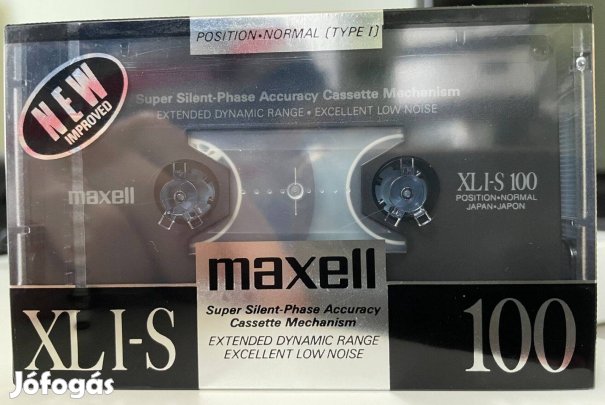 POSITION•NORMAL (TYPE I)
NEW
IMPROVED
Super Silent-Phase Accuracy Cassette Mechanism
EXTENDED DYNAMIC RANGE • EXCELLENT LOW NOISE
maxell
XLI-S 100
POSITION•NORMAL
JAPAN•JAPON
maxell
Super Silent-Phase Accuracy
Cassette Mechanism
EXTENDED DYNAMIC RANGE
EXCELLENT LOW NOISE
XLI-S
100
Jófogás